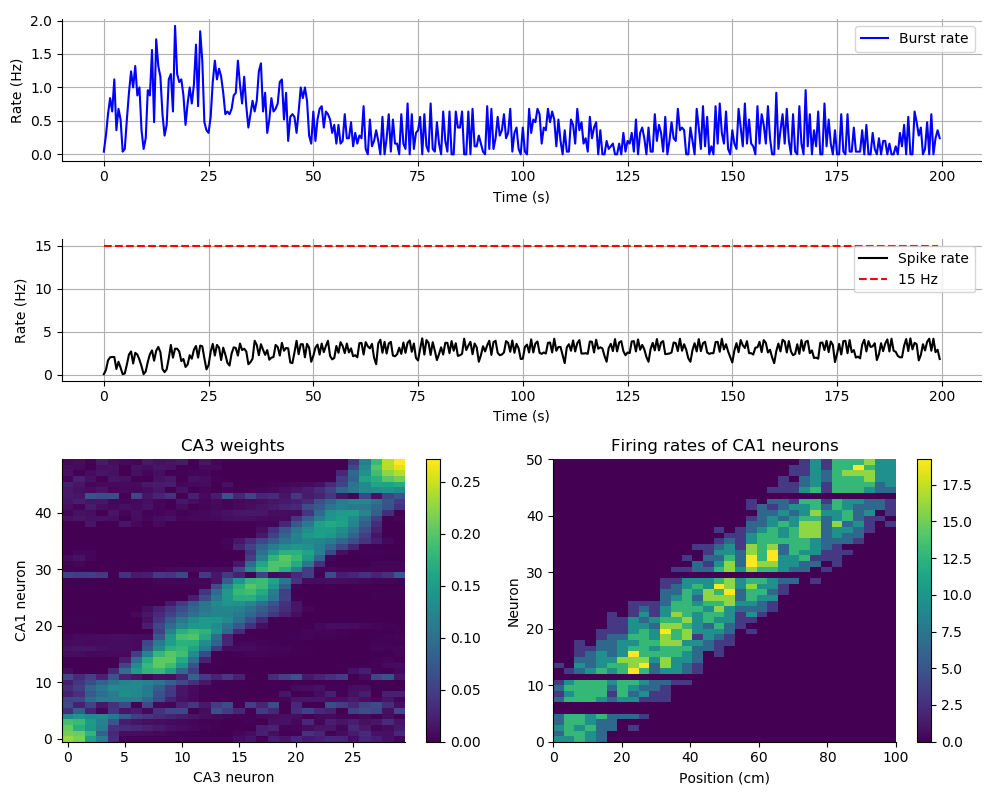 2.0
1.5
1.0
0.5
0.0
Rate (Hz)
Burst rate
0 25 50 75 100 125 150 175 200
Time (s)
15
10
5
0
Rate (Hz)
Spike rate
15 Hz
0 25 50 75 100 125 150 175 200
Time (s)
CA3 weights
40
30
20
10
0
CA1 neuron
0 5 10 15 20 25
CA3 neuron
0.25
0.20
0.15
0.10
0.05
0.00
Firing rates of CA1 neurons
50
40
30
20
10
0
Neuron
0 20 40 60 80 100
Position (cm)
17.5
15.0
12.5
10.0
7.5
5.0
2.5
0.0